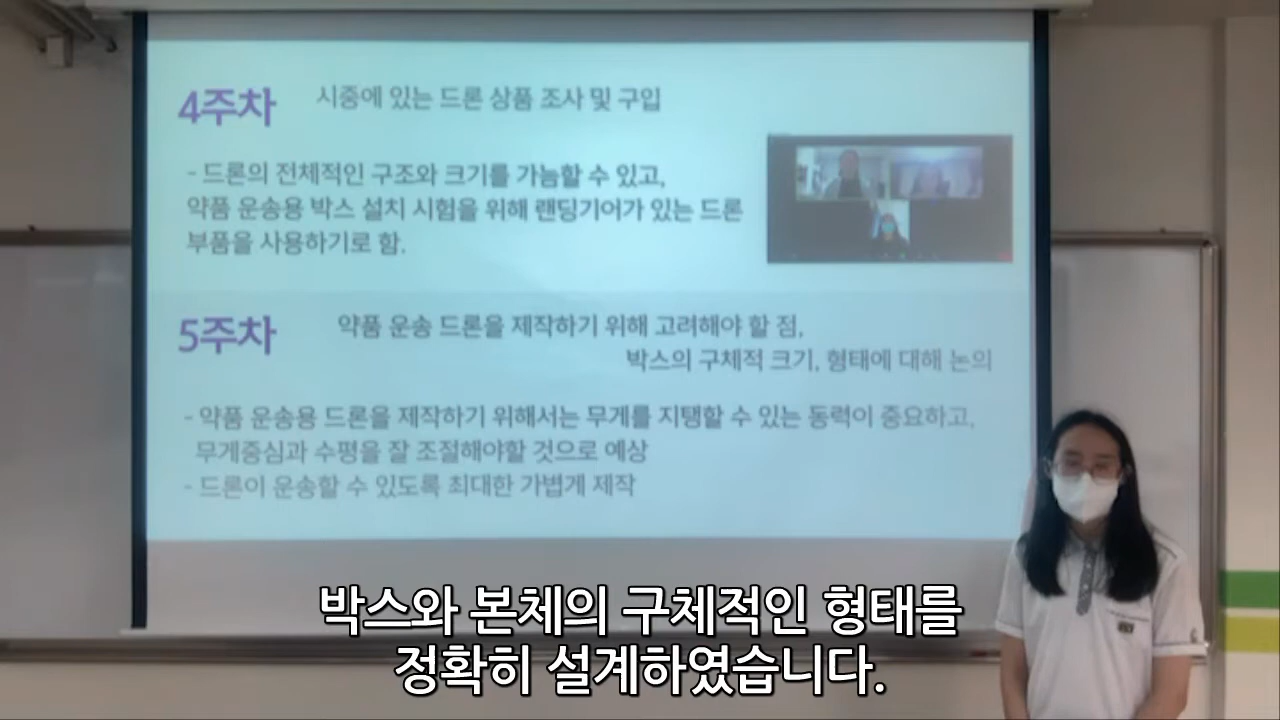 4주차 시중에 있는 드론 상품 조사 및 구입
- 드론의 전체적인 구조와 크기를 가늠할 수 있고,
약품 운송용 박스 설치 시험을 위해 랜딩기어가 있는 드론
부품을 사용하기로 함.
5주차 약품 운송 드론을 제작하기 위해 고려해야 할 점,
박스의 구체적 크기, 형태에 대해 논의
- 약품 운송용 드론을 제작하기 위해서는 무게를 지탱할 수 있는 동력이 중요하고,
무게중심과 수평을 잘 조절해야할 것으로 예상
- 드론이 운송할 수 있도록 최대한 가볍게 제작
박스와 본체의 구체적인 형태를
정확히 설계하였습니다.